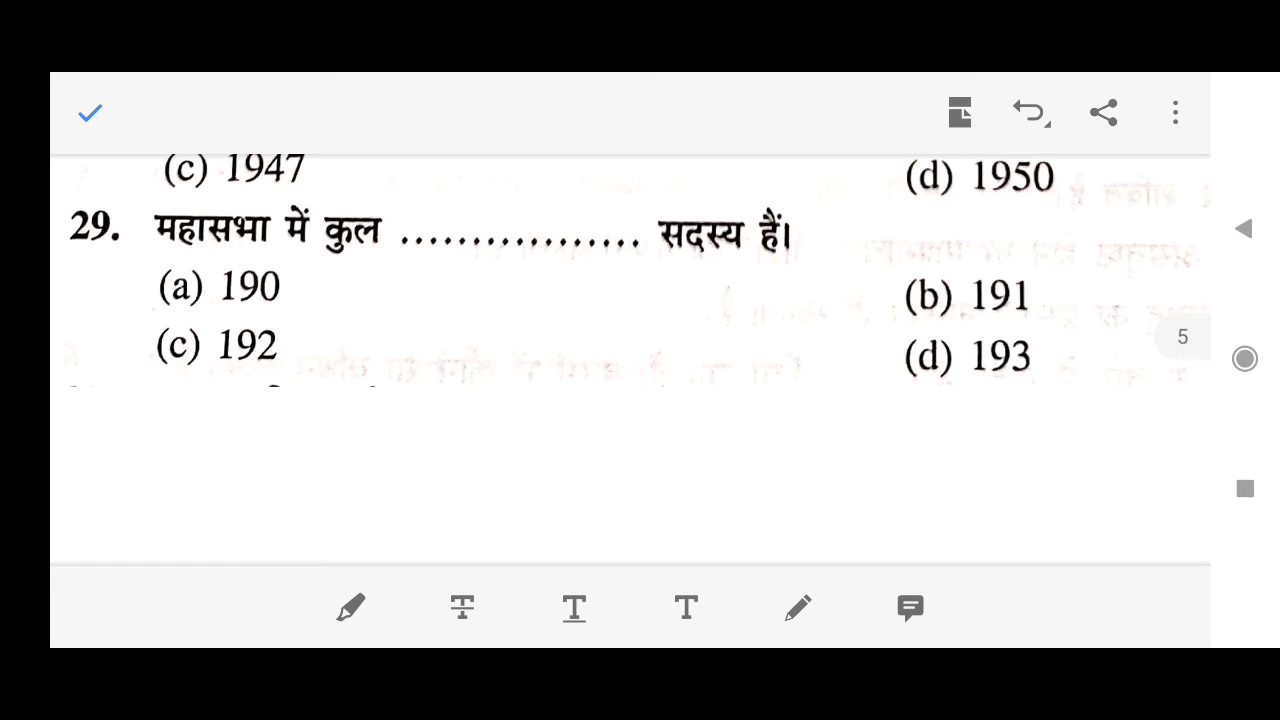 (c) 1947
(d) 1950
29. महासभा में कुल ................. सदस्य हैं।
(a) 190
(b) 191
(c) 192
(d) 193
5